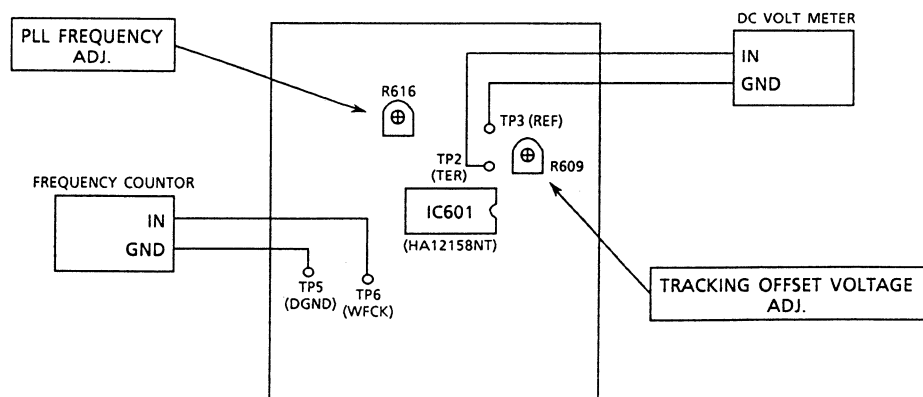 PLL FREQUENCY
ADJ.
DC VOLT METER
IN
GND
R616
TP3 (REF)
TP2
(TER)
R609
FREQUENCY COUNTOR
IN
GND
IC601
(HA12158NT)
TP5
(DGND)
TP6
(WFCK)
TRACKING OFFSET VOLTAGE
ADJ.